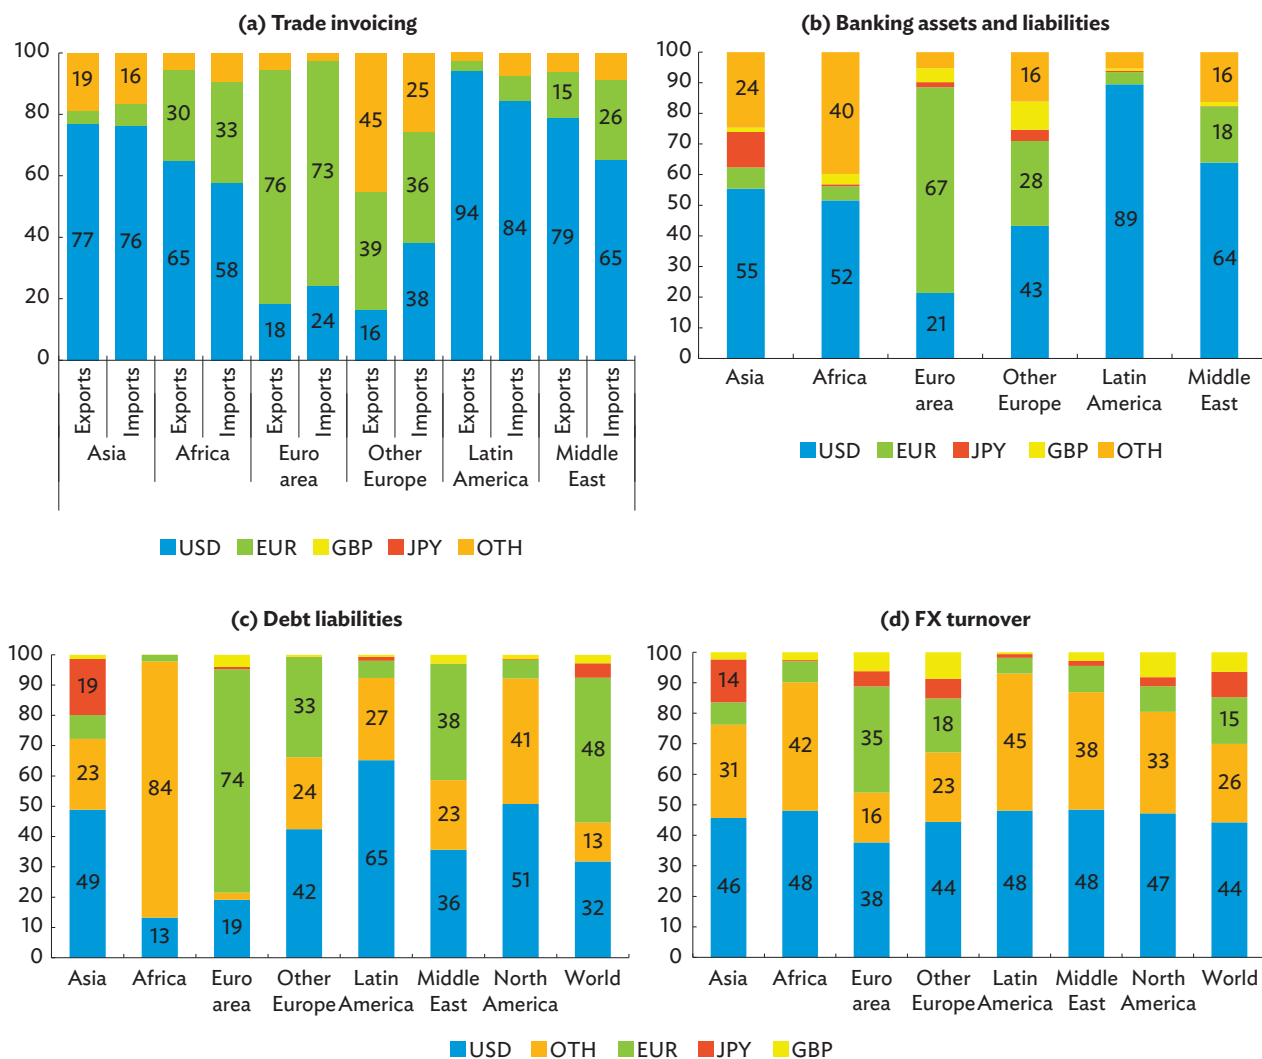 (a) Trade invoicing
100
80
60
40
20
0
19 16 30 33 76 73 45 25 15 26
39 36
77 76 65 58 18 24 16 38 94 84 79 65
Exports Imports Exports Imports Exports Imports Exports Imports Exports Imports Exports Imports
Asia Africa Euro area Other Europe Latin America Middle East
USD EUR GBP JPY OTH
(b) Banking assets and liabilities
100
90
80
70
60
50
40
30
20
10
0
24 40 16 16
67 28 18
55 52 21 43 89 64
Asia Africa Euro area Other Europe Latin America Middle East
USD EUR JPY GBP OTH
(c) Debt liabilities
100
90
80
70
60
50
40
30
20
10
0
19 33 38 48
74
23 84 24 27 23 41 13
49 13 19 42 65 36 51 32
Asia Africa Euro area Other Europe Latin America Middle East North America World
(d) FX turnover
100
90
80
70
60
50
40
30
20
10
0
14 35 18 15
31 42 16 23 45 38 33 26
46 48 38 44 48 48 47 44
Asia Africa Euro area Other Europe Latin America Middle East North America World
USD OTH EUR JPY GBP